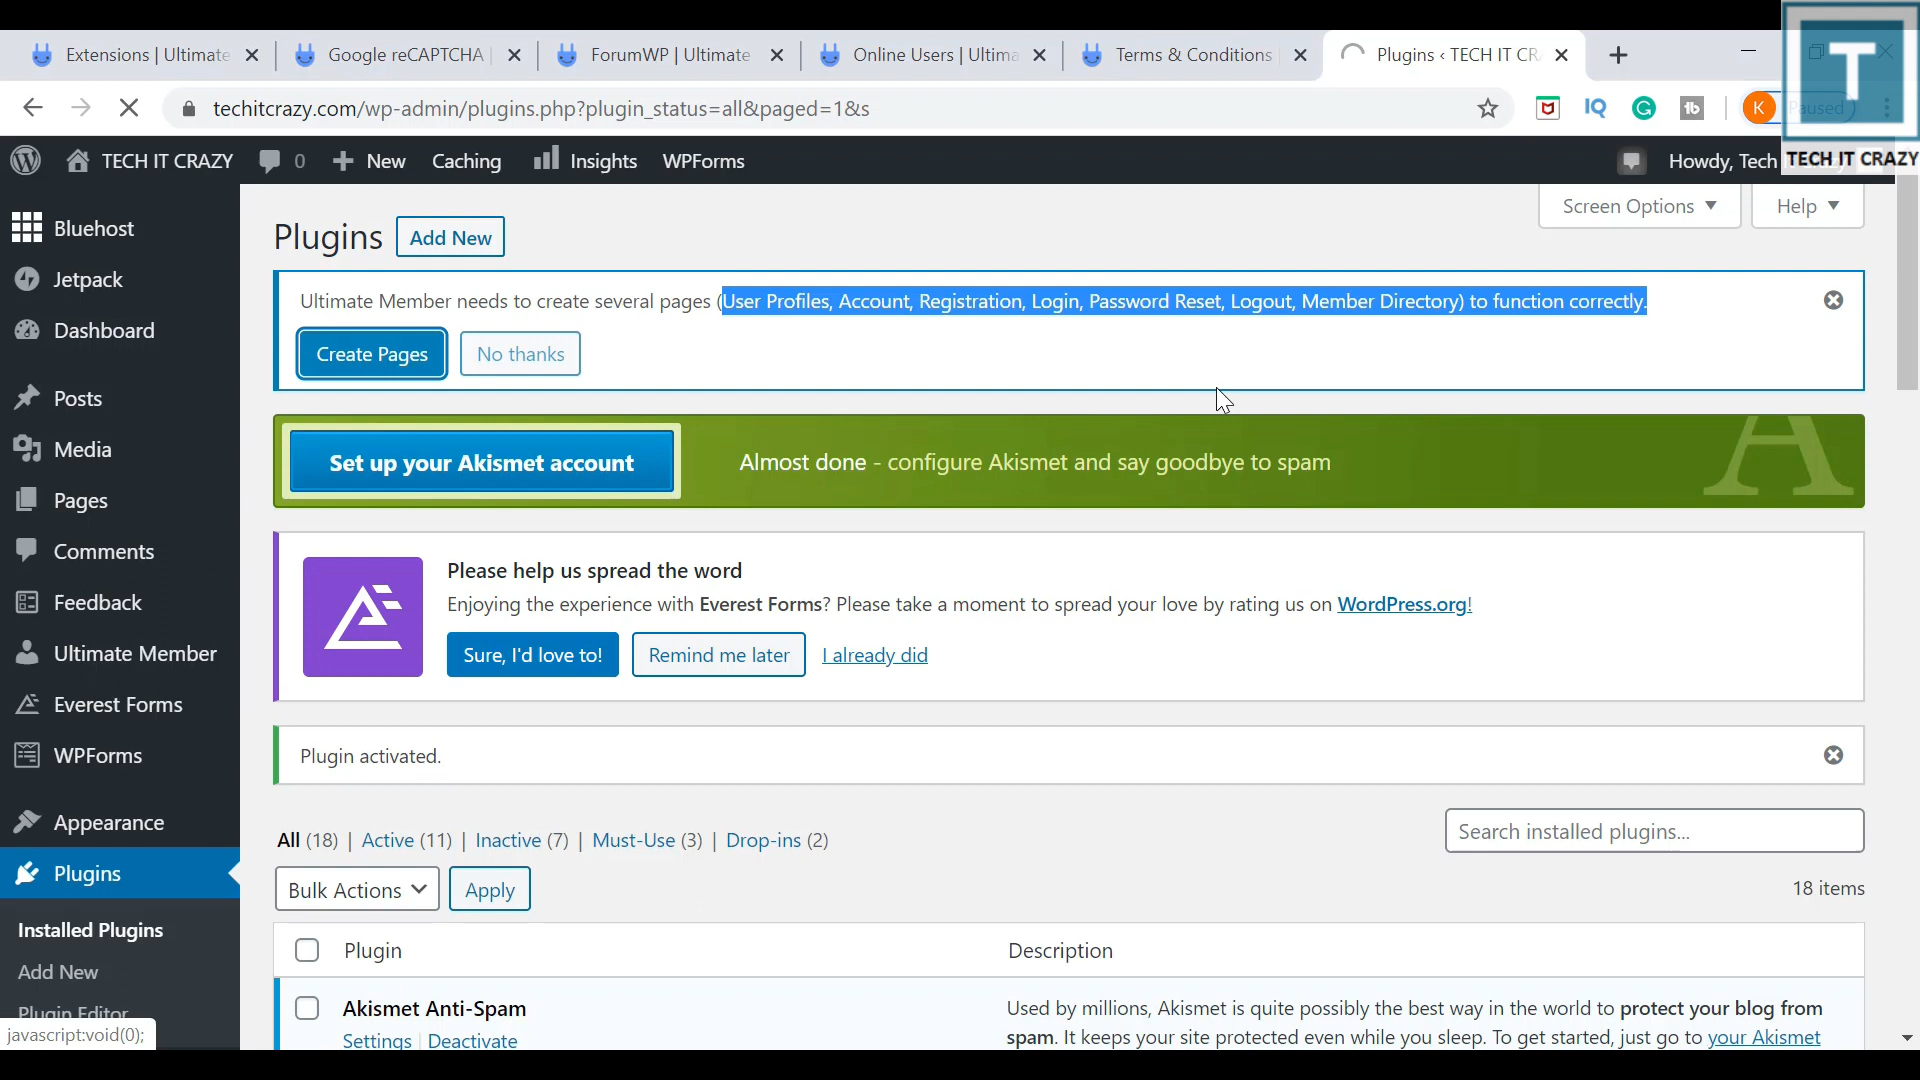 Extensions | Ultimate
Google reCAPTCHA |
ForumWP | Ultimate
Online Users | Ultima
Terms & Conditions |
Plugins ‹ TECH IT CR
techitcrazy.com/wp-admin/plugins.php?plugin_status=all&paged=1&s
IQ
tb
K
Paused
T
TECH IT CRAZY
TECH IT CRAZY
0
New
Caching
Insights
WPForms
Howdy, Tech
Bluehost
Jetpack
Dashboard
Posts
Media
Pages
Comments
Feedback
Ultimate Member
Everest Forms
WPForms
Appearance
Plugins
Installed Plugins
Add New
Plugin Editor
javascript:void(0);
Screen Options
Help
Plugins
Add New
Ultimate Member needs to create several pages (User Profiles, Account, Registration, Login, Password Reset, Logout, Member Directory) to function correctly.
Create Pages
No thanks
Set up your Akismet account
Almost done - configure Akismet and say goodbye to spam
A
Please help us spread the word
Enjoying the experience with Everest Forms? Please take a moment to spread your love by rating us on WordPress.org!
Sure, I'd love to!
Remind me later
I already did
Plugin activated.
All (18) | Active (11) | Inactive (7) | Must-Use (3) | Drop-ins (2)
Search installed plugins...
Bulk Actions
Apply
18 items
Plugin
Description
Akismet Anti-Spam
Settings | Deactivate
Used by millions, Akismet is quite possibly the best way in the world to protect your blog from
spam. It keeps your site protected even while you sleep. To get started, just go to your Akismet